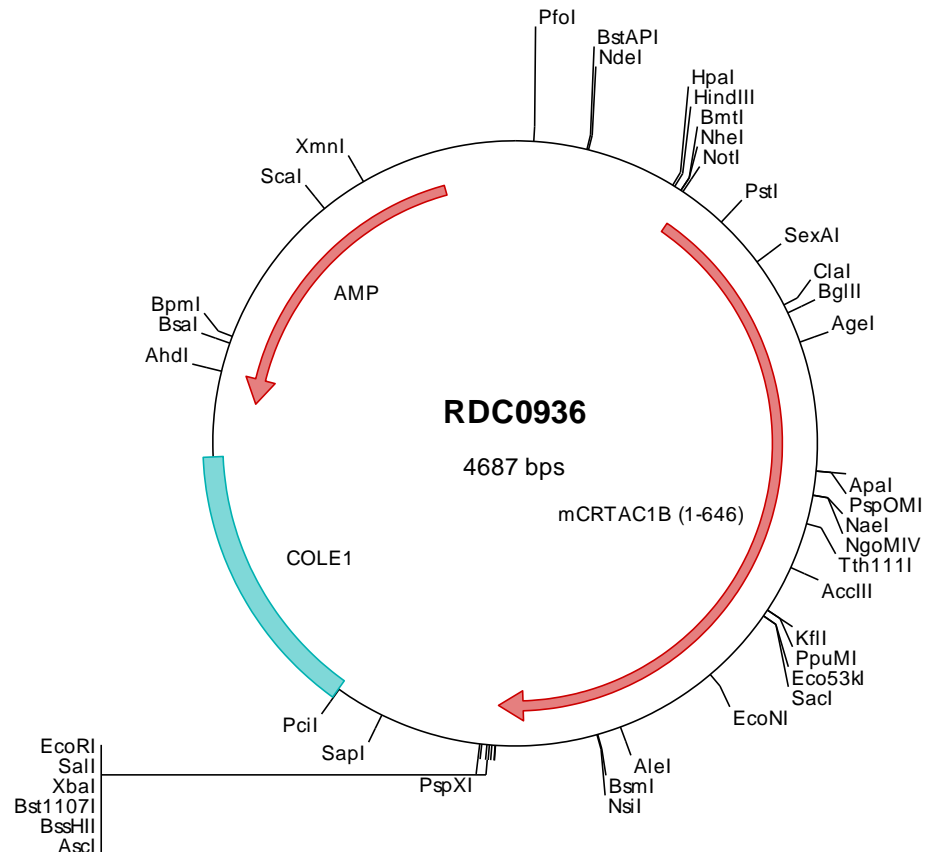 PfoI
BstAPI
NdeI
HpaI
HindIII
BmtI
NheI
NotI
PstI
SexAI
ClaI
BglII
AgeI
ApaI
PspOMI
NaeI
NgoMIV
Tth111I
AccIII
KflI
PpuMI
Eco53kI
SacI
EcoNI
AleI
BsmI
NsiI
PspXI
EcoRI
SalI
XbaI
Bst1107I
BssHII
AscI
SapI
PciI
AhdI
BsaI
BpmI
ScaI
XmnI
AMP
RDC0936
4687 bps
mCRTAC1B (1-646)
COLE1